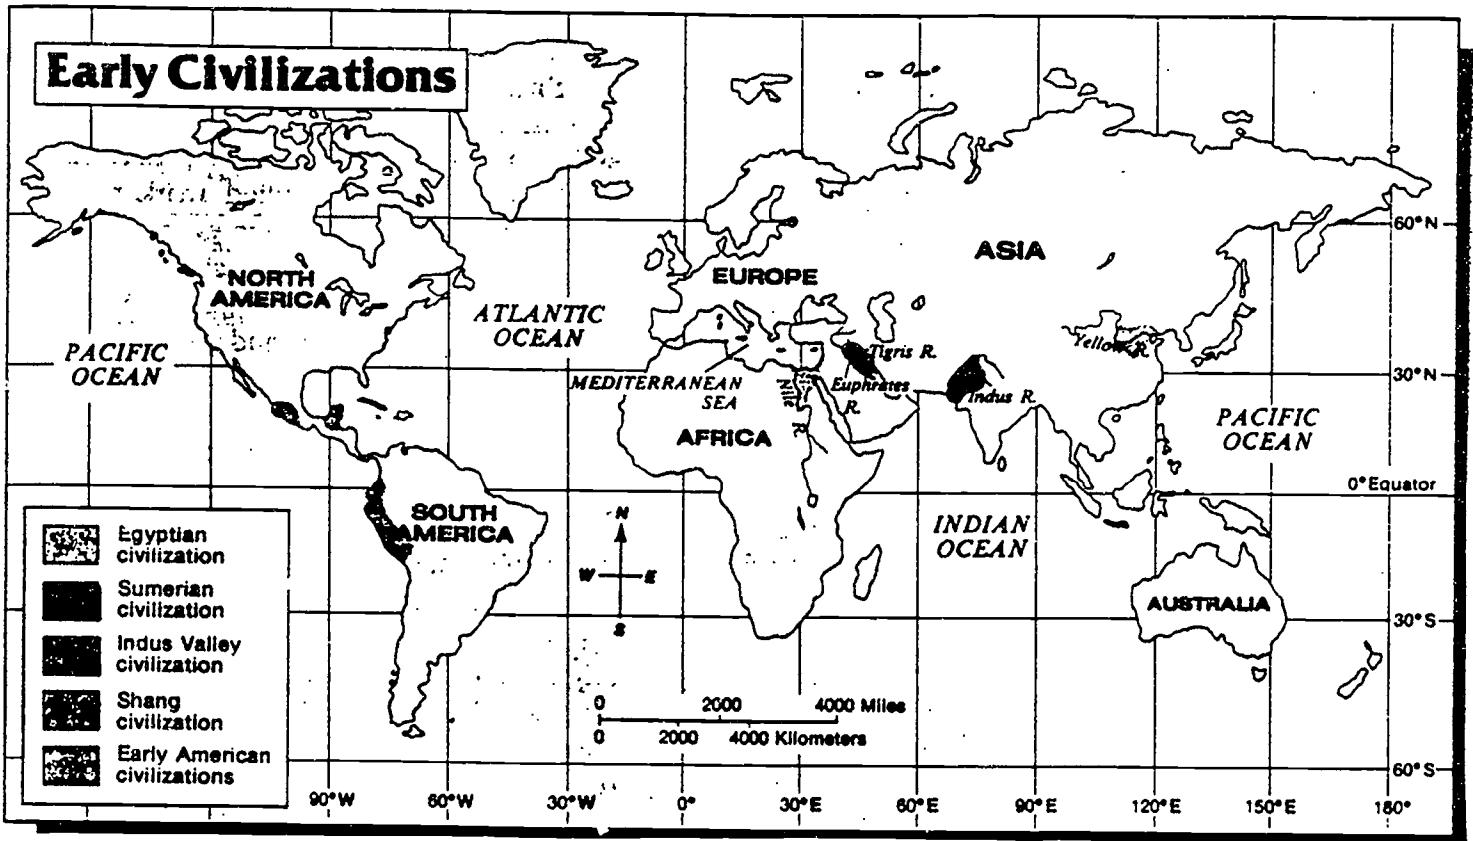 Early Civilizations
NORTH
AMERICA
ATLANTIC
OCEAN
PACIFIC
OCEAN
EUROPE
ASIA
60°N
Tigris R.
Yellow R.
MEDITERRANEAN
SEA
Euphrates
R.
Nile R.
Indus R.
30°N
AFRICA
PACIFIC
OCEAN
0° Equator
SOUTH
AMERICA
INDIAN
OCEAN
AUSTRALIA
30°S
N
W E
S
Egyptian
civilization
Sumerian
civilization
Indus Valley
civilization
Shang
civilization
Early American
civilizations
0 2000 4000 Miles
0 2000 4000 Kilometers
60°S
90°W 60°W 30°W 0° 30°E 60°E 90°E 120°E 150°E 180°